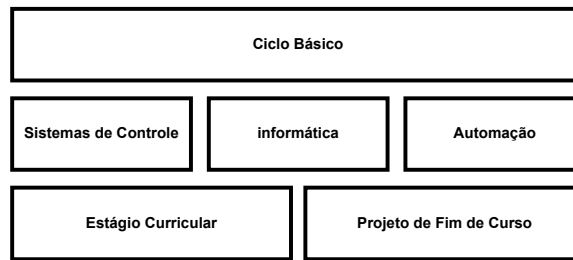 Ciclo Básico
Sistemas de Controle
informática
Automação
Estágio Curricular
Projeto de Fim de Curso